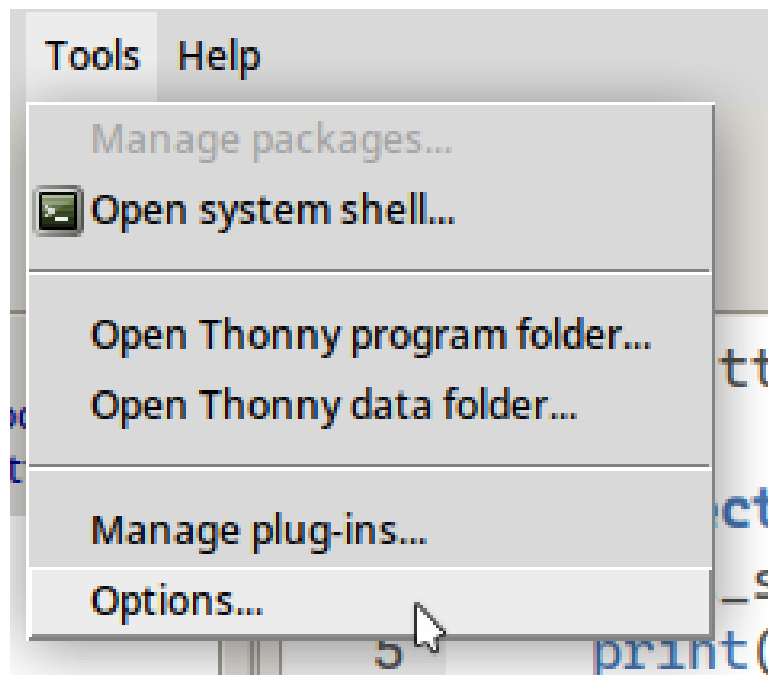 Tools Help
Manage packages...
Open system shell...
Open Thonny program folder...
Open Thonny data folder...
Manage plug-ins...
Options...
5 print(